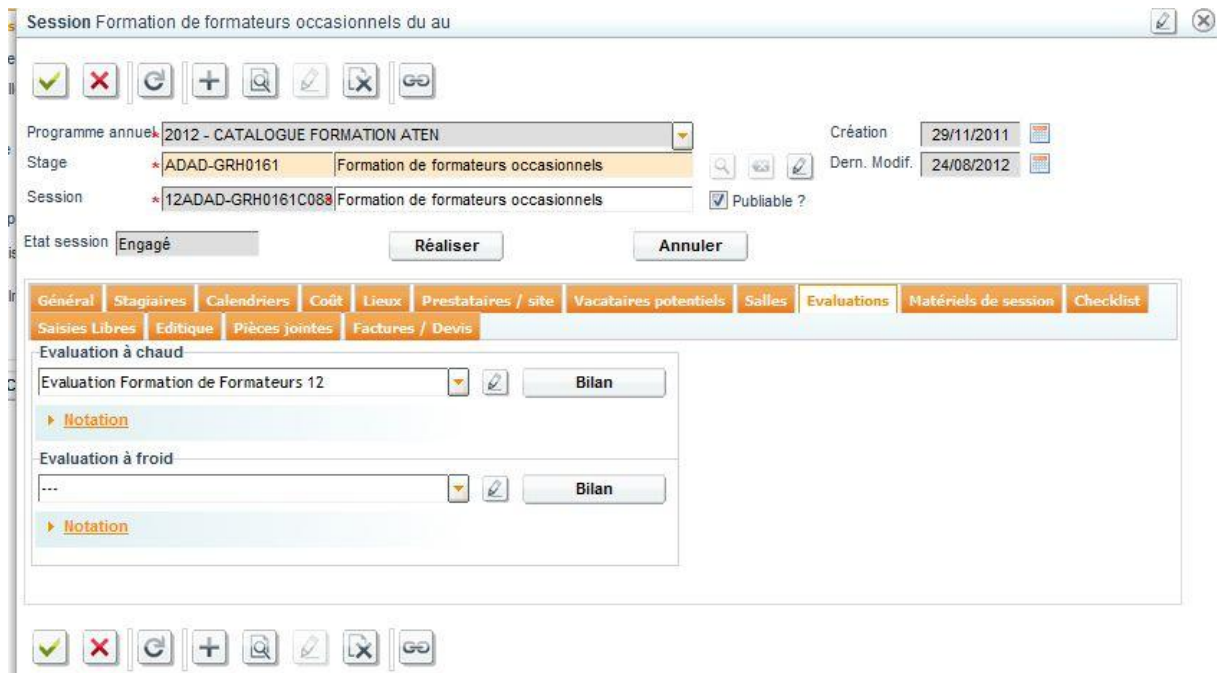 Session Formation de formateurs occasionnels du au
Programme annuel * 2012 - CATALOGUE FORMATION ATEN Création 29/11/2011
Stage * ADAD-GRH0161 Formation de formateurs occasionnels Dern. Modif. 24/08/2012
Session * Formation de formateurs occasionnels Publiable ?
Etat session Engagé Réaliser Annuler
Général Stagiaires Calendriers Coût Lieux Prestataires / site Vacataires potentiels Salles Evaluations Matériels de session Checklist
Saisies Libres Editique Pièces jointes Factures / Devis
Evaluation à chaud
Evaluation Formation de Formateurs 12 Bilan
Notation
Evaluation à froid
--- Bilan
Notation